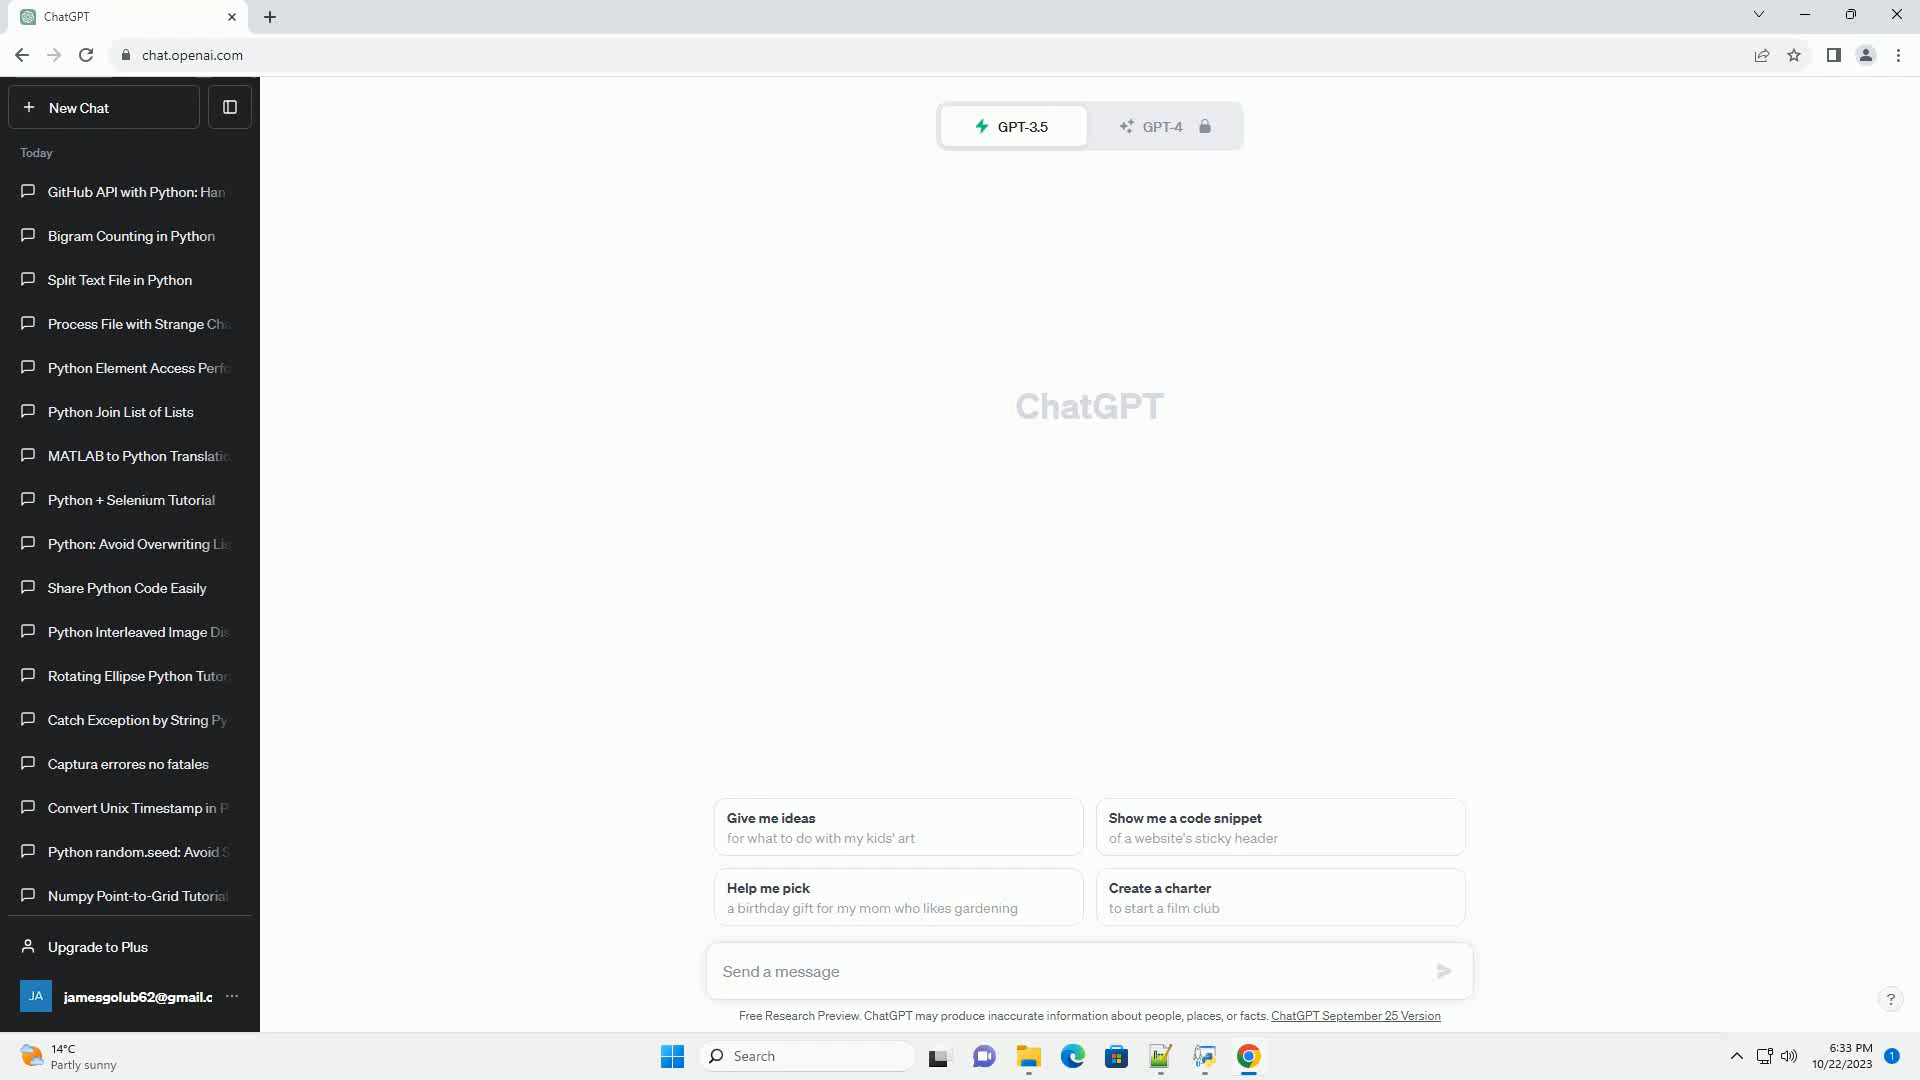 ChatGPT
chat.openai.com
New Chat
Today
GitHub API with Python: Han
Bigram Counting in Python
Split Text File in Python
Process File with Strange Cha
Python Element Access Perfo
Python Join List of Lists
MATLAB to Python Translatio
Python + Selenium Tutorial
Python: Avoid Overwriting Lis
Share Python Code Easily
Python Interleaved Image Dis
Rotating Ellipse Python Tutor
Catch Exception by String Py
Captura errores no fatales
Convert Unix Timestamp in P
Python random.seed: Avoid S
Numpy Point-to-Grid Tutorial
Upgrade to Plus
JA jamesgolub62@gmail.c
GPT-3.5 GPT-4
ChatGPT
Give me ideas
for what to do with my kids' art
Show me a code snippet
of a website's sticky header
Help me pick
a birthday gift for my mom who likes gardening
Create a charter
to start a film club
Send a message
Free Research Preview. ChatGPT may produce inaccurate information about people, places, or facts. ChatGPT September 25 Version
?
14°C
Partly sunny
Search
6:33 PM
10/22/2023
1